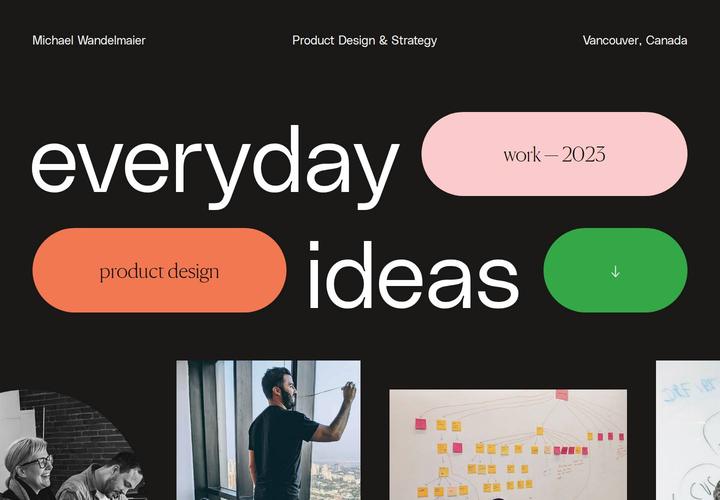 Michael Wandelmaier
Product Design & Strategy
Vancouver, Canada
everyday
work — 2023
product design
ideas
↓